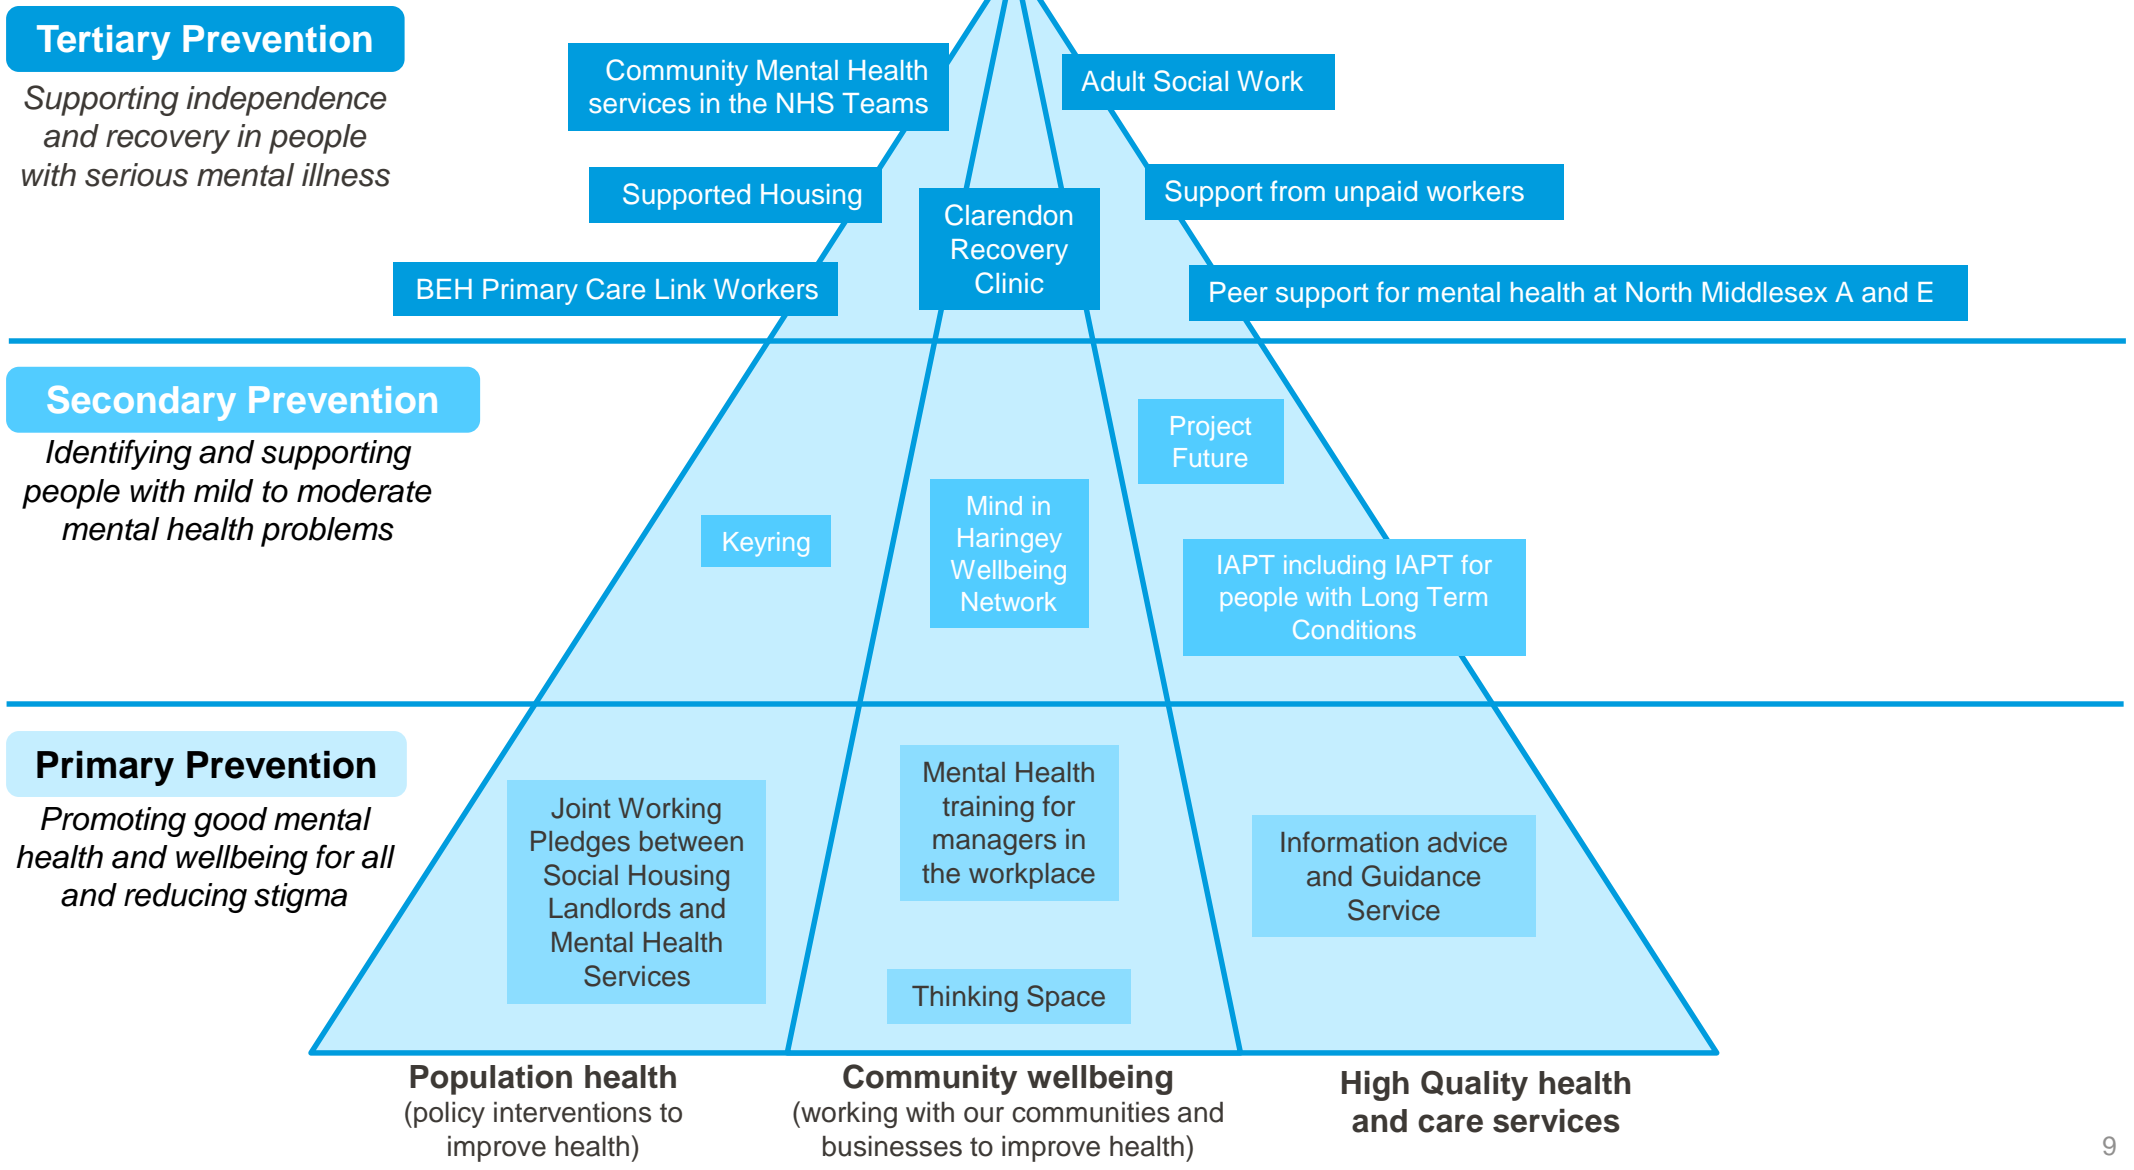 Tertiary Prevention
Supporting independence
and recovery in people
with serious mental illness
Community Mental Health
services in the NHS Teams
Adult Social Work
Supported Housing
Support from unpaid workers
Clarendon
Recovery
Clinic
BEH Primary Care Link Workers
Peer support for mental health at North Middlesex A and E
Secondary Prevention
Identifying and supporting
people with mild to moderate
mental health problems
Project
Future
Keyring
Mind in
Haringey
Wellbeing
Network
IAPT including IAPT for
people with Long Term
Conditions
Primary Prevention
Promoting good mental
health and wellbeing for all
and reducing stigma
Joint Working
Pledges between
Social Housing
Landlords and
Mental Health
Services
Mental Health
training for
managers in
the workplace
Thinking Space
Information advice
and Guidance
Service
Population health
(policy interventions to
improve health)
Community wellbeing
(working with our communities and
businesses to improve health)
High Quality health
and care services
9